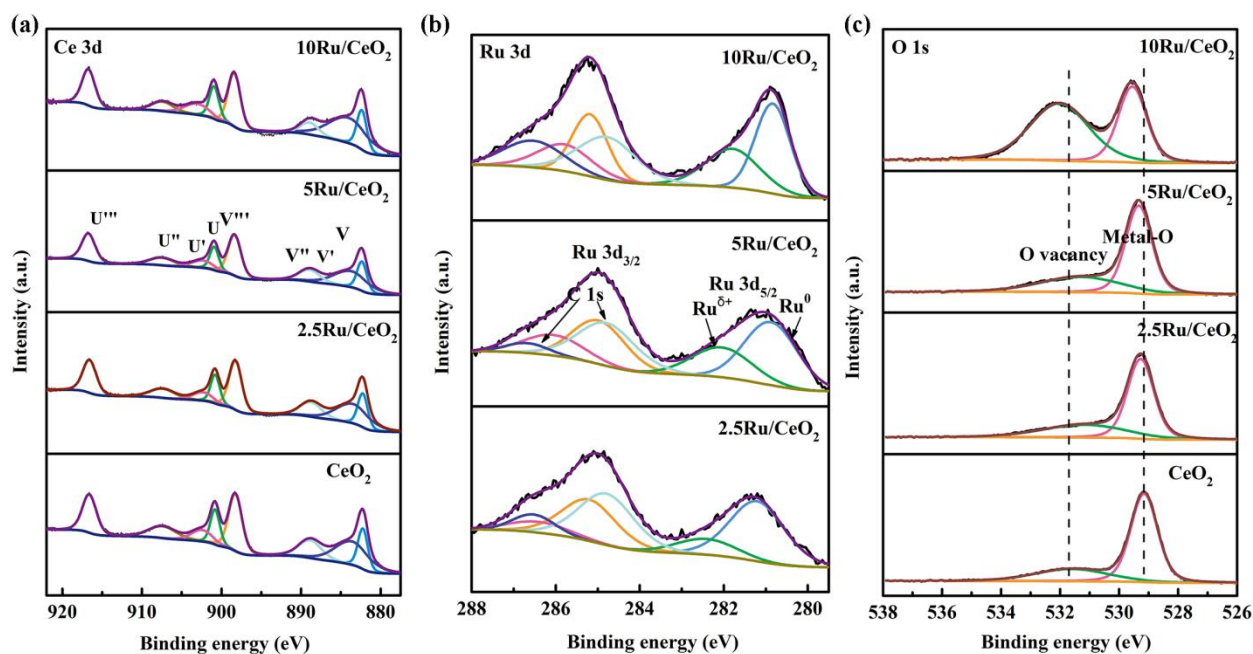 (a)
Ce 3d
10Ru/CeO₂
5Ru/CeO₂
U''' U'' U' U V''' V'' V' V
2.5Ru/CeO₂
CeO₂
Intensity (a.u.)
920 910 900 890 880
Binding energy (eV)
(b)
Ru 3d
10Ru/CeO₂
5Ru/CeO₂
Ru 3d₃/₂
C 1s
Ru 3d₅/₂
Ru^δ+ Ru⁰
2.5Ru/CeO₂
Intensity (a.u.)
288 286 284 282 280
Binding energy (eV)
(c)
O 1s
10Ru/CeO₂
5Ru/CeO₂
Metal-O
O vacancy
2.5Ru/CeO₂
CeO₂
Intensity (a.u.)
538 536 534 532 530 528 526
Binding energy (eV)